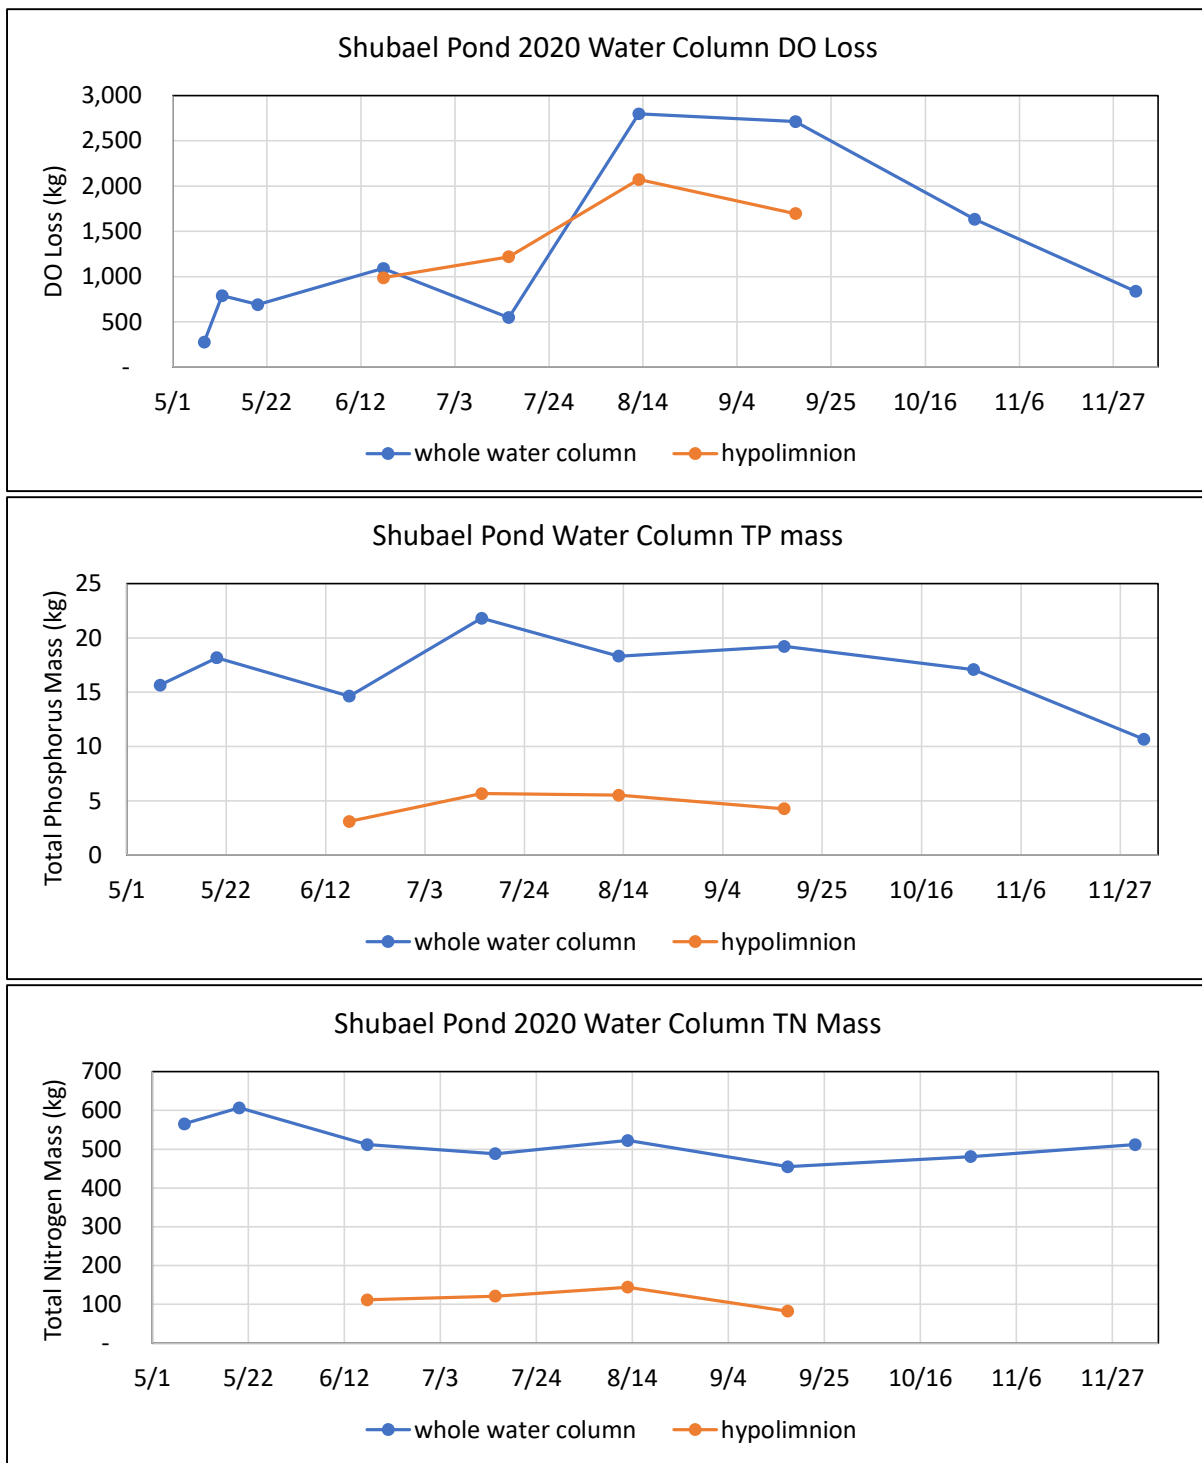 Shubael Pond 2020 Water Column DO Loss
DO Loss (kg)
3,000
2,500
2,000
1,500
1,000
500
-
5/1 5/22 6/12 7/3 7/24 8/14 9/4 9/25 10/16 11/6 11/27
whole water column hypolimnion
Shubael Pond Water Column TP mass
Total Phosphorus Mass (kg)
25
20
15
10
5
0
5/1 5/22 6/12 7/3 7/24 8/14 9/4 9/25 10/16 11/6 11/27
whole water column hypolimnion
Shubael Pond 2020 Water Column TN Mass
Total Nitrogen Mass (kg)
700
600
500
400
300
200
100
-
5/1 5/22 6/12 7/3 7/24 8/14 9/4 9/25 10/16 11/6 11/27
whole water column hypolimnion